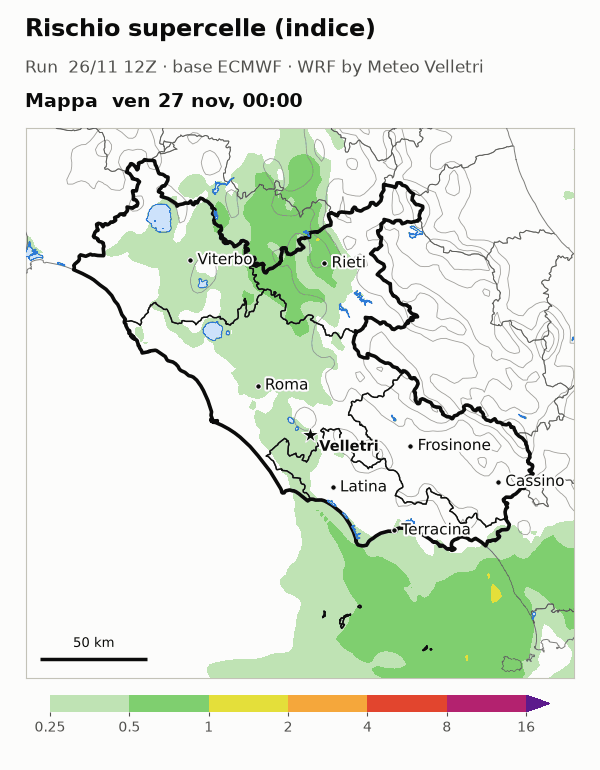 Rischio supercelle (indice)
Run  26/11 12Z · base ECMWF · WRF by Meteo Velletri
Mappa  ven 27 nov, 00:00
Viterbo
Rieti
Roma
Velletri
Frosinone
Cassino
Latina
Terracina
50 km
0.25 0.5 1 2 4 8 16